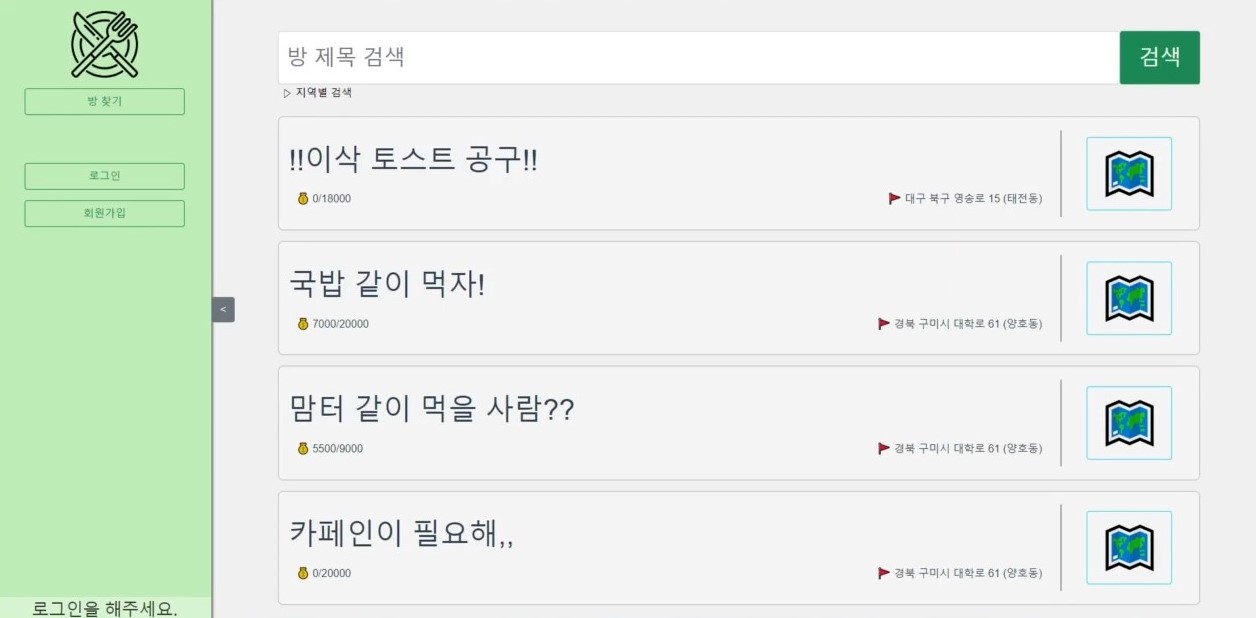 방 찾기
로그인
회원가입
로그인을 해주세요.
<
방 제목 검색
검색
▷ 지역별 검색
!!이삭 토스트 공구!!
0/18000
대구 북구 영송로 15 (태전동)
국밥 같이 먹자!
7000/20000
경북 구미시 대학로 61 (양호동)
맘터 같이 먹을 사람??
5500/9000
경북 구미시 대학로 61 (양호동)
카페인이 필요해,,
0/20000
경북 구미시 대학로 61 (양호동)